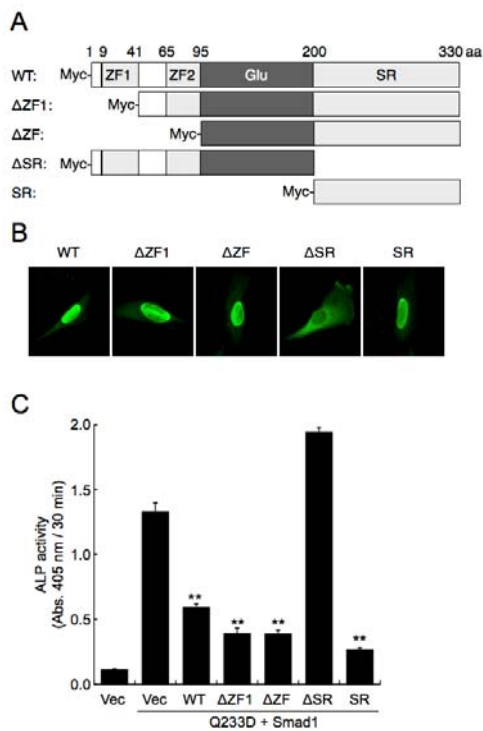 A
1 9 41 65 95 200 330 aa
WT: Myc- ZF1 ZF2 Glu SR
ΔZF1: Myc-
ΔZF: Myc-
ΔSR: Myc-
SR: Myc-
B
WT ΔZF1 ΔZF ΔSR SR
C
ALP activity
(Abs. 405 nm / 30 min)
2.0
1.5
1.0
0.5
0
** ** ** **
Vec Vec WT ΔZF1 ΔZF ΔSR SR
Q233D + Smad1